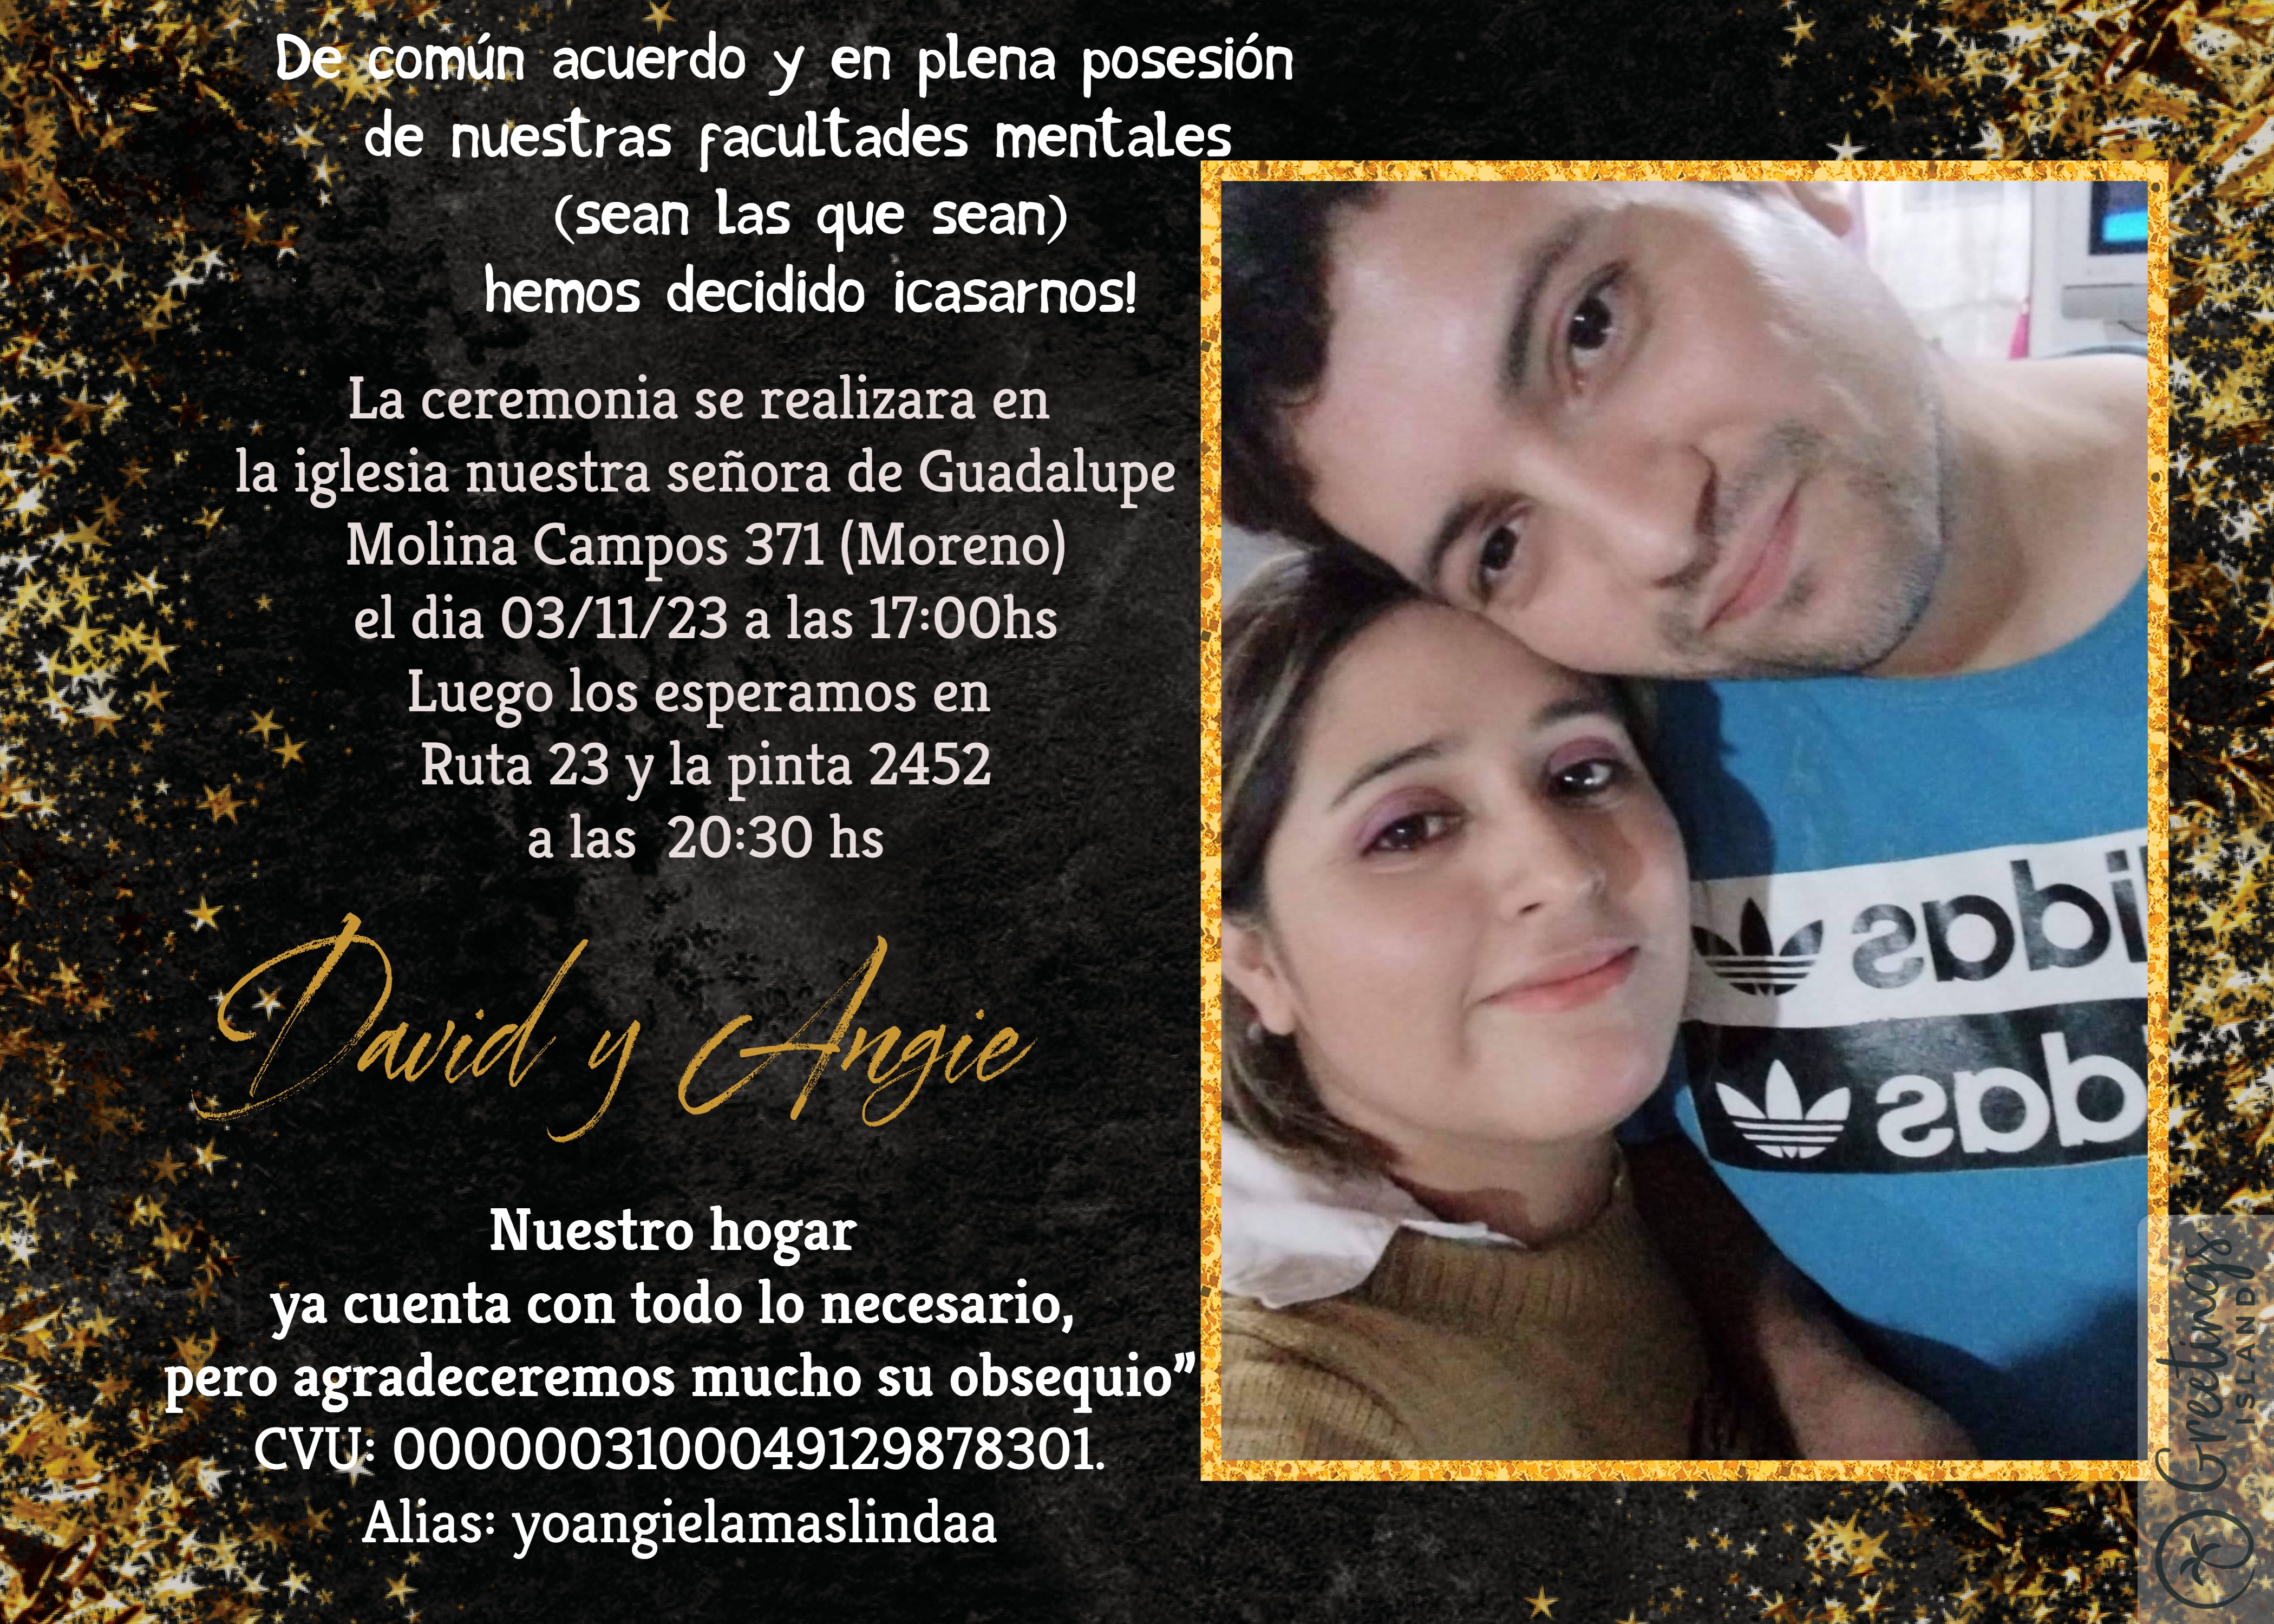 De común acuerdo y en plena posesión
de nuestras facultades mentales
(sean las que sean)
hemos decidido icasarnos!
La ceremonia se realizara en
la iglesia nuestra señora de Guadalupe
Molina Campos 371 (Moreno)
el dia 03/11/23 a las 17:00hs
Luego los esperamos en
Ruta 23 y la pinta 2452
a las 20:30 hs
David y Angie
Nuestro hogar
ya cuenta con todo lo necesario,
pero agradeceremos mucho su obsequio”
CVU: 0000003100049129878301.
Alias: yoangielamaslindaa
idas
das
Greetings
ISLAND